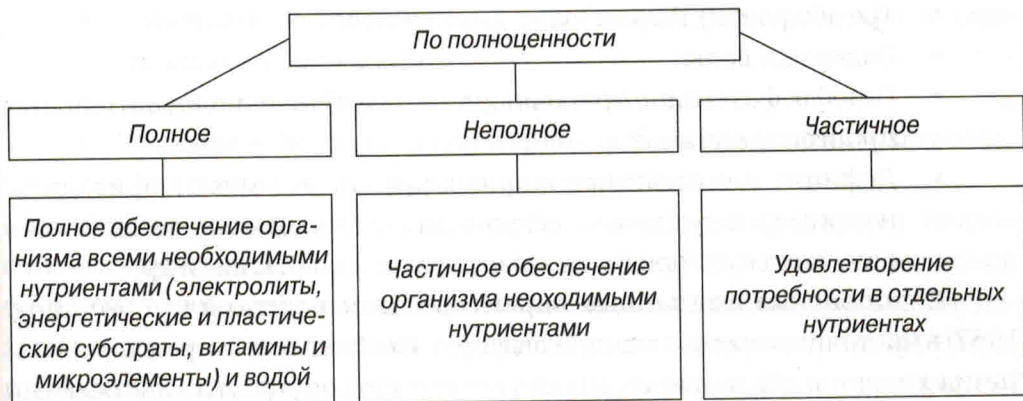 По полноценности
Полное
Неполное
Частичное
Полное обеспечение орга-
низма всеми необходимыми
нутриентами (электролиты,
энергетические и пластиче-
ские субстраты, витамины и
микроэлементы) и водой
Частичное обеспечение
организма неоходимыми
нутриентами
Удовлетворение
потребности в отдельных
нутриентах